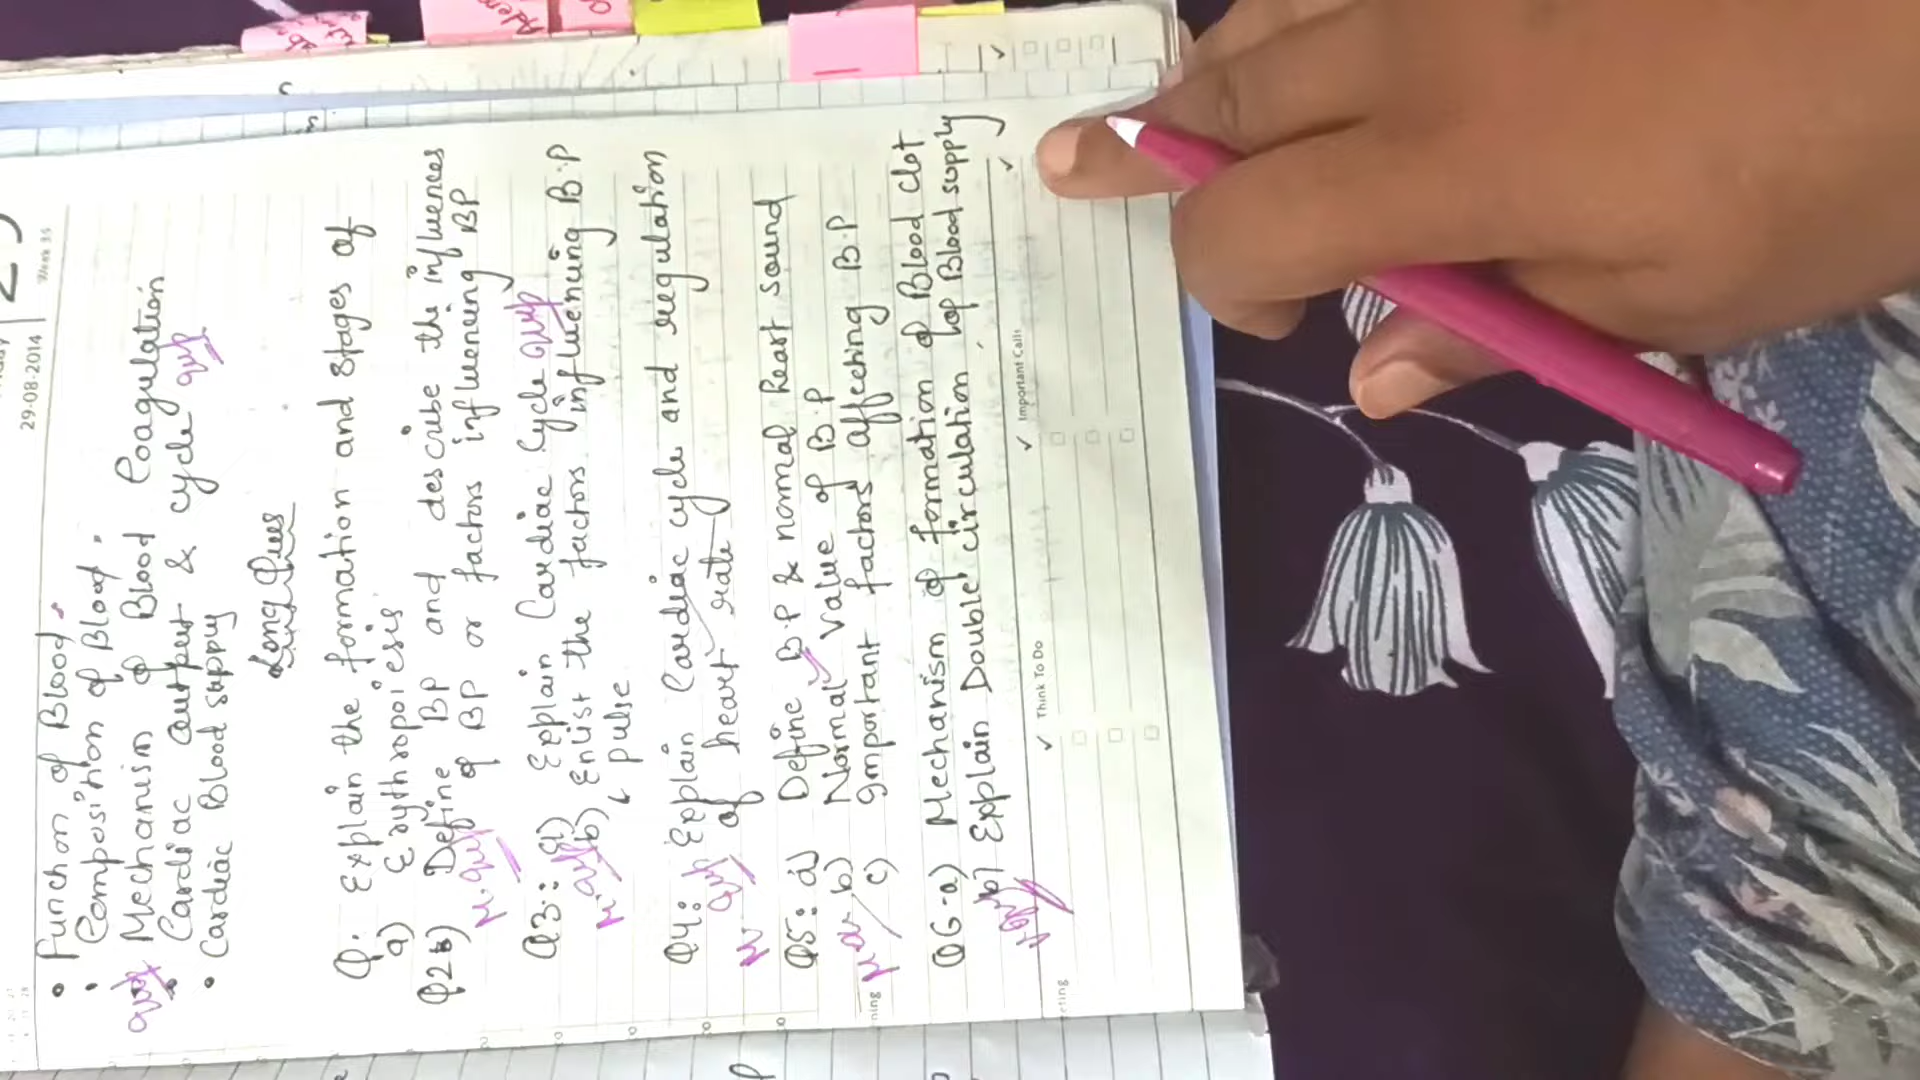 29-08-2014
Week 35
• Function of Blood.
• Composition of Blood.
Mechanism of Blood Coagulation
Cardiac output & cycle
• Cardiac Blood supply
Long Ques
Q. Explain the formation and stages of
a) Erythropoiesis
Q2 b) Define BP and describe the influences
of BP or factors influencing BP
Q3: a) Explain Cardiac Cycle
b) Enlist the factors influencing B.P
pulse
Q4: Explain Cardiac cycle and regulation
of heart rate
Q5: a) Define B.P & normal heart sound
b) Normal value of B.P
c) Important factors affecting B.P
Q6. a) Mechanism of formation of Blood clot
b) Explain Double circulation of Blood supply
✓ Think To Do
✓ Important Calls